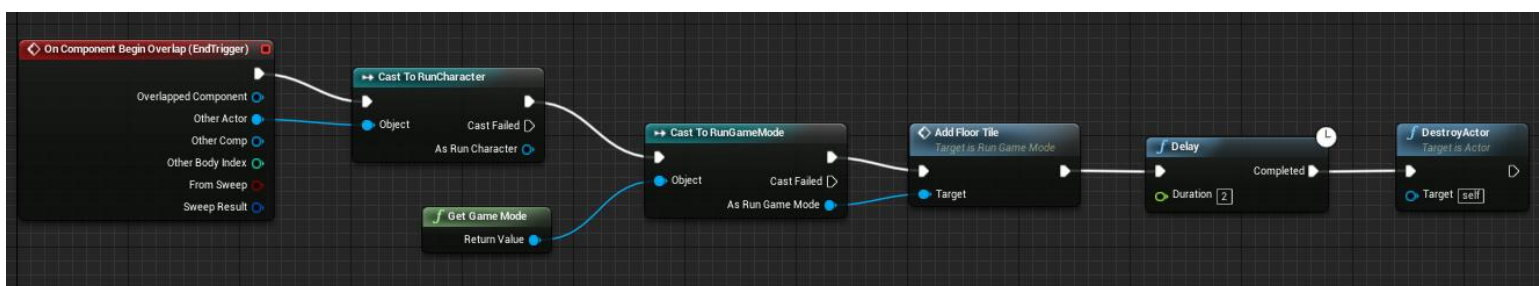 On Component Begin Overlap (EndTrigger)
Overlapped Component
Other Actor
Other Comp
Other Body Index
From Sweep
Sweep Result
Cast To RunCharacter
Object
Cast Failed
As Run Character
f Get Game Mode
Return Value
Cast To RunGameMode
Object
Cast Failed
As Run Game Mode
Add Floor Tile
Target is Run Game Mode
Target
f Delay
Completed
Duration 2
f DestroyActor
Target is Actor
Target self